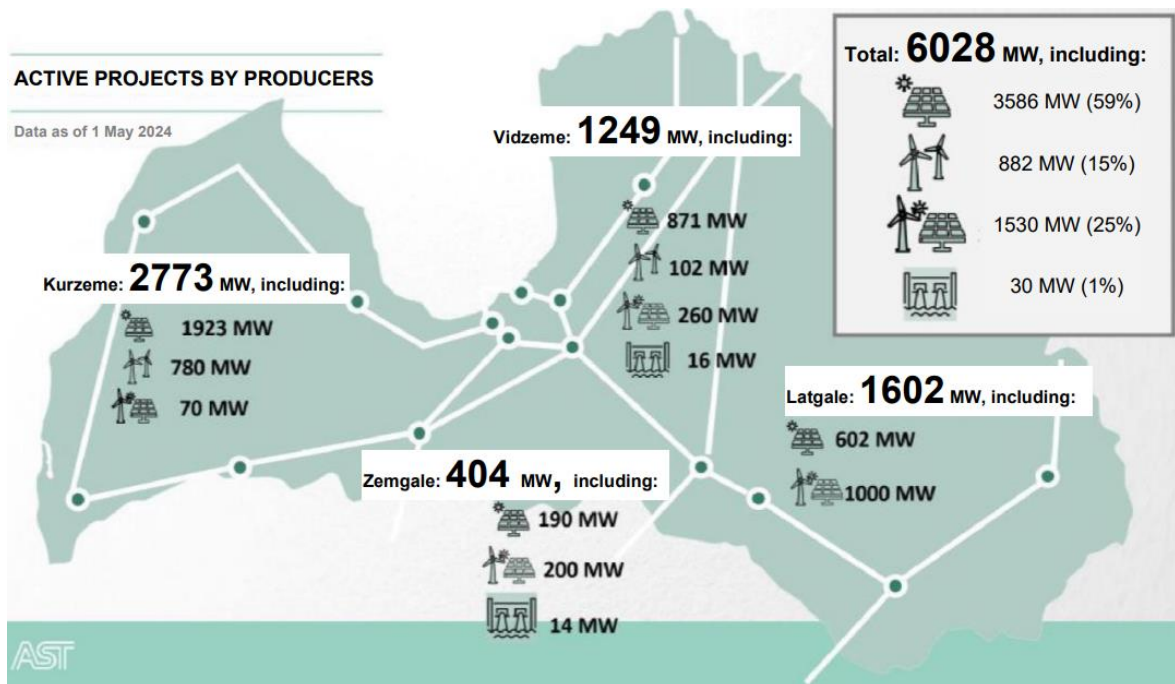 ACTIVE PROJECTS BY PRODUCERS
Data as of 1 May 2024
Total: 6028 MW, including:
3586 MW (59%)
882 MW (15%)
1530 MW (25%)
30 MW (1%)
Vidzeme: 1249 MW, including:
871 MW
102 MW
260 MW
16 MW
Kurzeme: 2773 MW, including:
1923 MW
780 MW
70 MW
Latgale: 1602 MW, including:
602 MW
1000 MW
Zemgale: 404 MW, including:
190 MW
200 MW
14 MW
AST